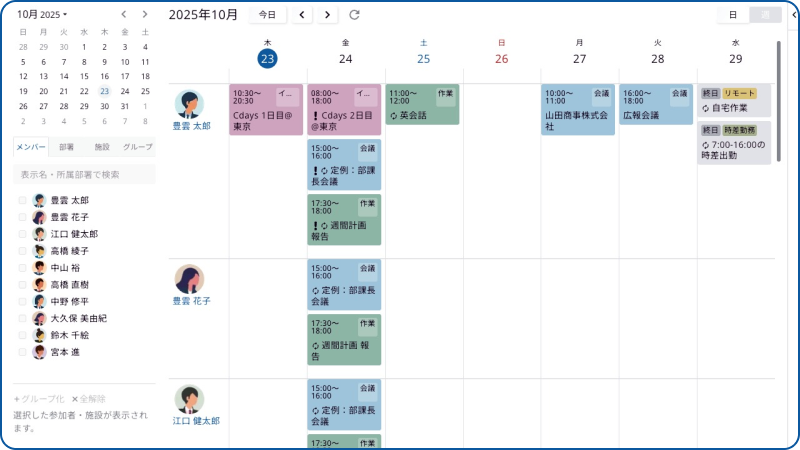 10月 2025
日 月 火 水 木 金 土
28 29 30 1 2 3 4
5 6 7 8 9 10 11
12 13 14 15 16 17 18
19 20 21 22 23 24 25
26 27 28 29 30 31 1
2 3 4 5 6 7 8
メンバー 部署 施設 グループ
表示名・所属部署で検索
豊雲 太郎
豊雲 花子
江口 健太郎
高橋 綾子
中山 裕
高橋 直樹
中野 修平
大久保 美由紀
鈴木 千絵
宮本 進
+グループ化 ×全解除
選択した参加者・施設が表示され
ます。
2025年10月 今日 日 週
木 金 土 日 月 火 水
23 24 25 26 27 28 29
豊雲 太郎
10:30〜
20:30
イ...
Cdays 1日目@
東京
08:00〜
18:00
イ...
! Cdays 2日目
@東京
15:00〜
16:00
会議
! 定例：部課
長会議
17:30〜
18:00
作業
! 週間計画
報告
11:00〜
12:00
作業
英会話
10:00〜
11:00
会議
山田商事株式会
社
16:00〜
18:00
会議
広報会議
終日 リモート
自宅作業
終日 時差勤務
7:00-16:00の
時差出勤
豊雲 花子
15:00〜
16:00
会議
定例：部課長
会議
17:30〜
18:00
作業
週間計画 報
告
江口 健太郎
15:00〜
16:00
会議
定例：部課長
会議
17:30〜
作業